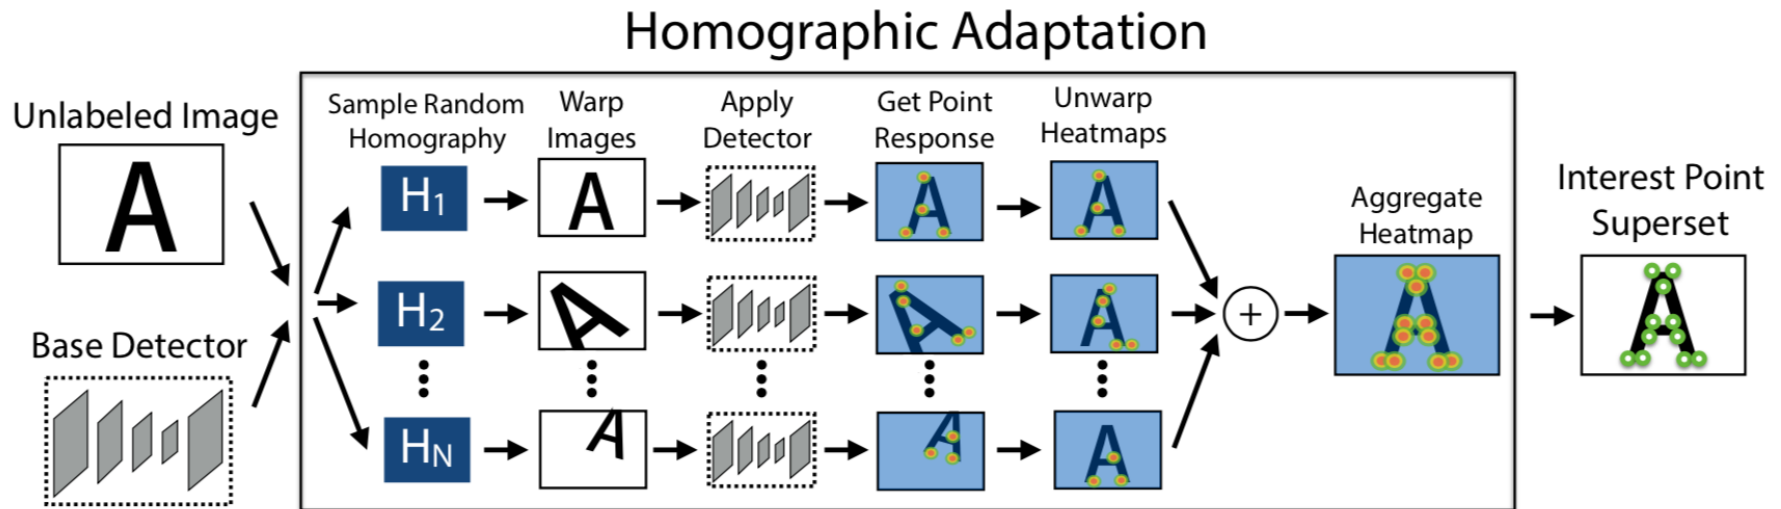 Homographic Adaptation
Unlabeled Image
A
Base Detector
Sample Random
Homography
Warp
Images
Apply
Detector
Get Point
Response
Unwarp
Heatmaps
H1
A
A
A
H2
A
A
A
HN
A
A
A
+
Aggregate
Heatmap
A
Interest Point
Superset
A